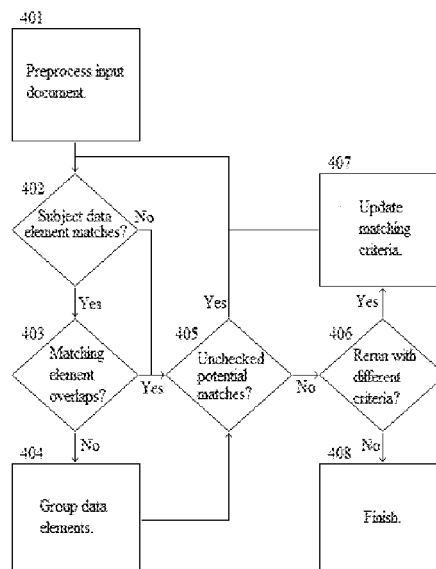 401
Preprocess input
document.
402
Subject data
element matches?
No
Yes
403
Matching
element
overlaps?
Yes
No
404
Group data
elements.
405
Unchecked
potential
matches?
Yes
No
406
Rerun with
different
criteria?
Yes
No
407
Update
matching
criteria.
408
Finish.